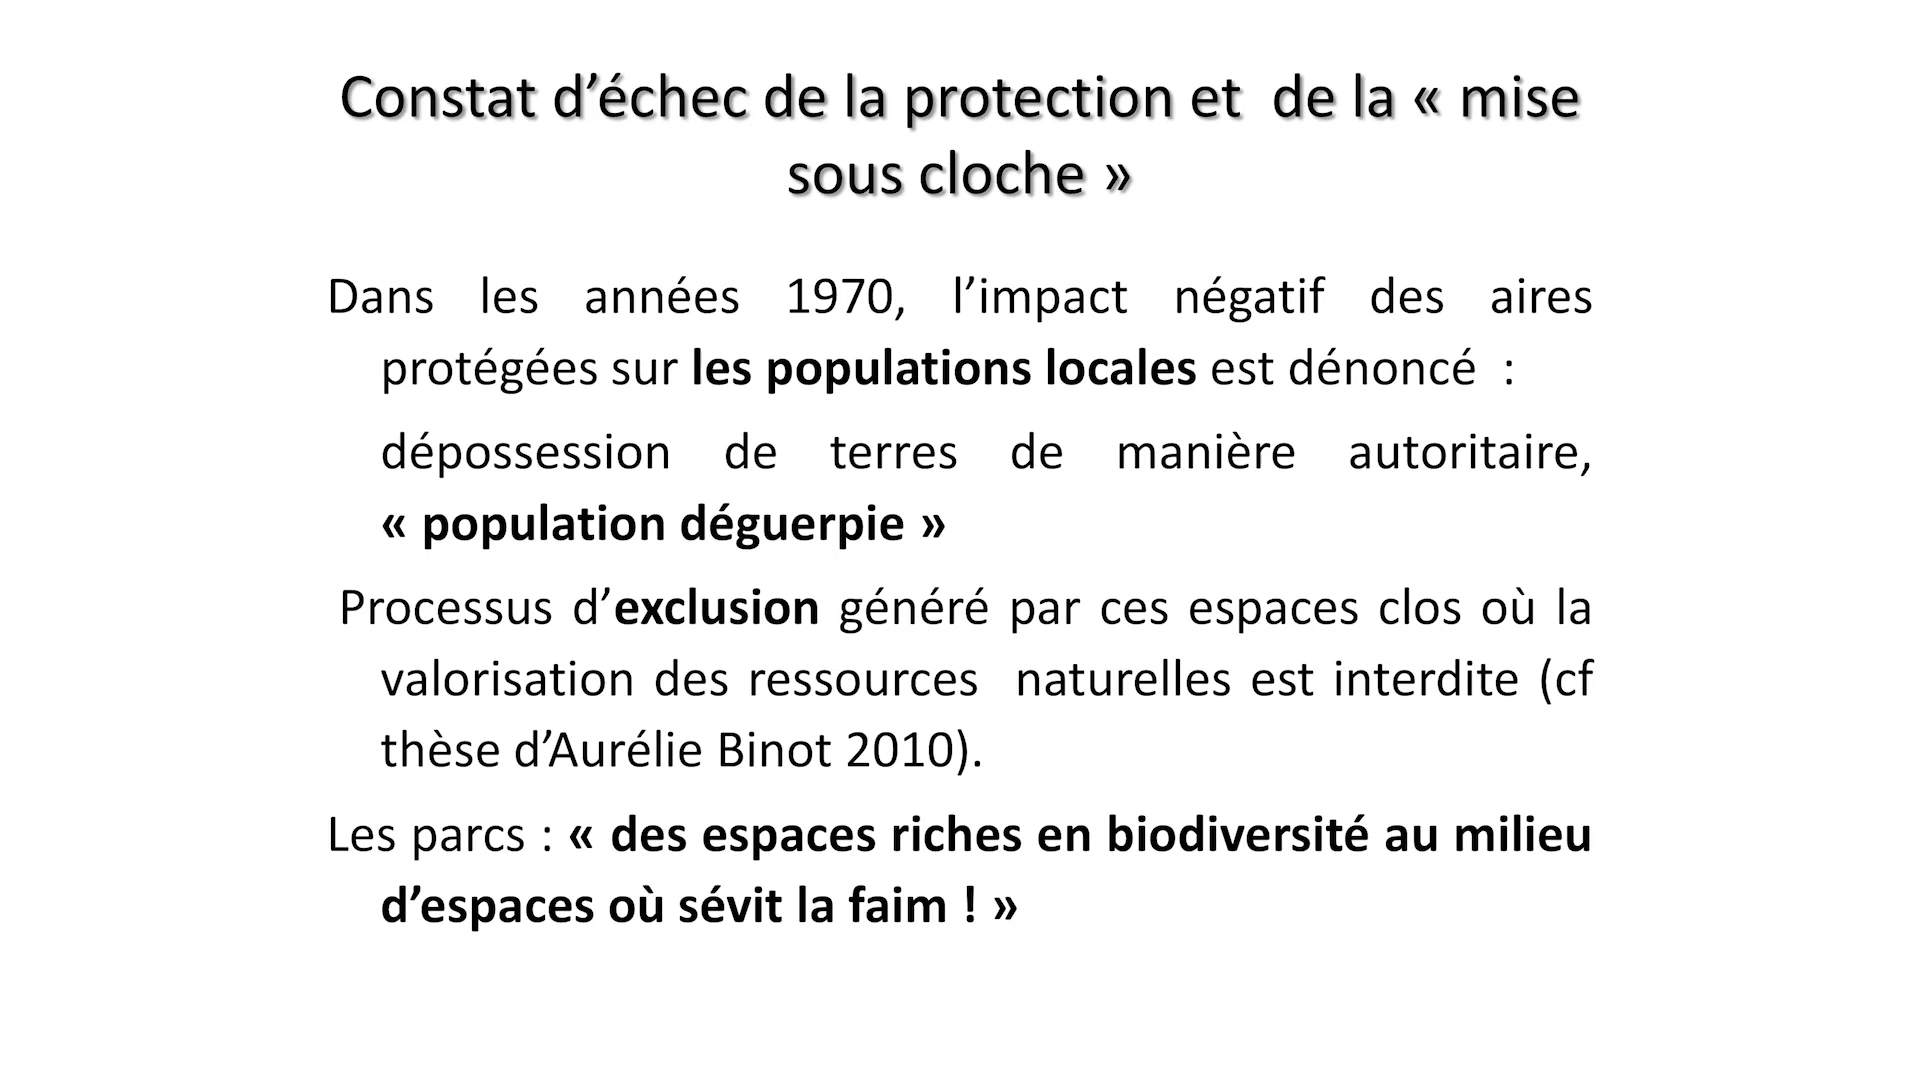 Constat d’échec de la protection et  de la « mise
sous cloche »
Dans les années 1970, l’impact négatif des aires
protégées sur les populations locales est dénoncé  :
dépossession de terres de manière autoritaire,
« population déguerpie »
Processus d’exclusion généré par ces espaces clos où la
valorisation des ressources  naturelles est interdite (cf
thèse d’Aurélie Binot 2010).
Les parcs : « des espaces riches en biodiversité au milieu
d’espaces où sévit la faim ! »